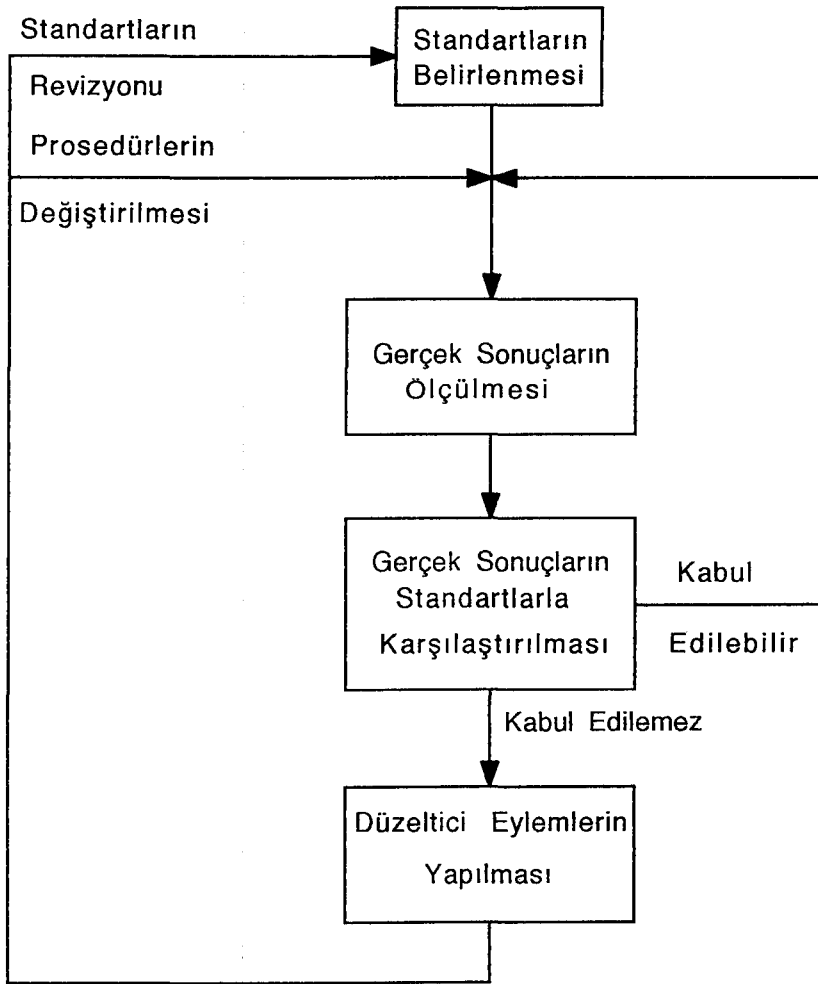 Standartların
Revizyonu
Prosedürlerin
Değiştirilmesi
Standartların
Belirlenmesi
Gerçek Sonuçların
Ölçülmesi
Gerçek Sonuçların
Standartlarla
Karşılaştırılması
Kabul
Edilebilir
Kabul Edilemez
Düzeltici Eylemlerin
Yapılması